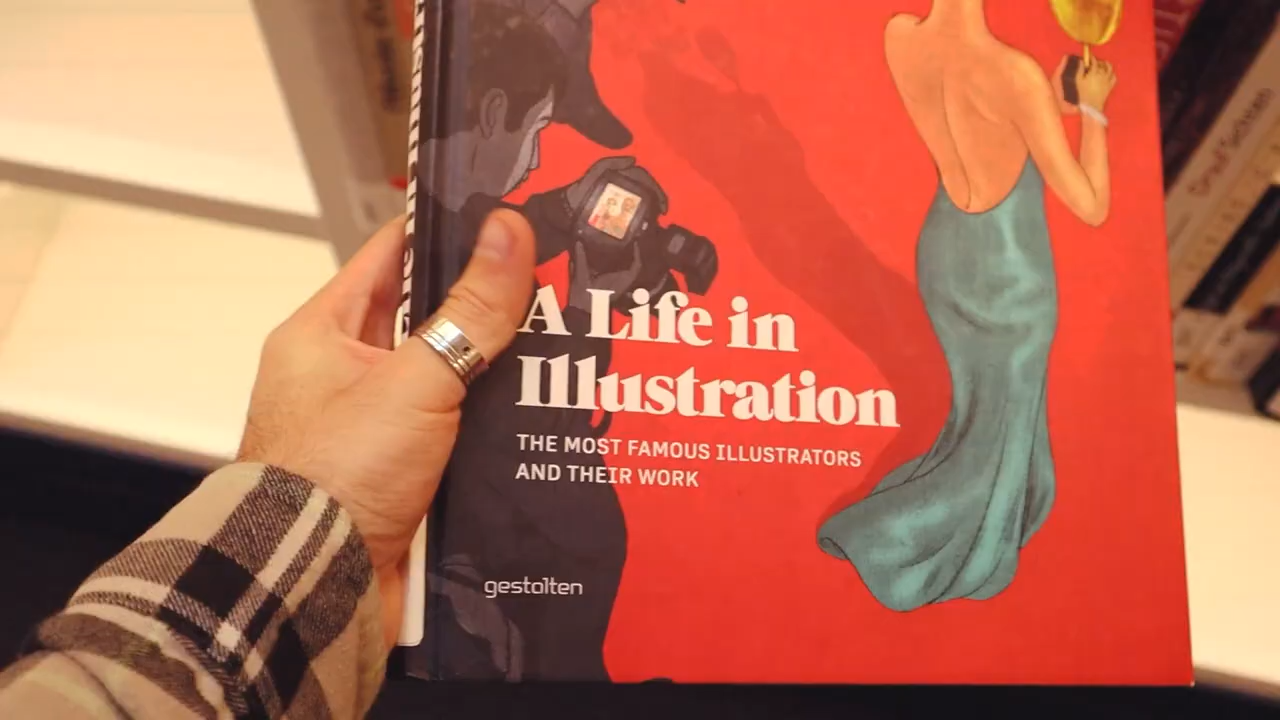 A Life in
Illustration
THE MOST FAMOUS ILLUSTRATORS
AND THEIR WORK
gestalten